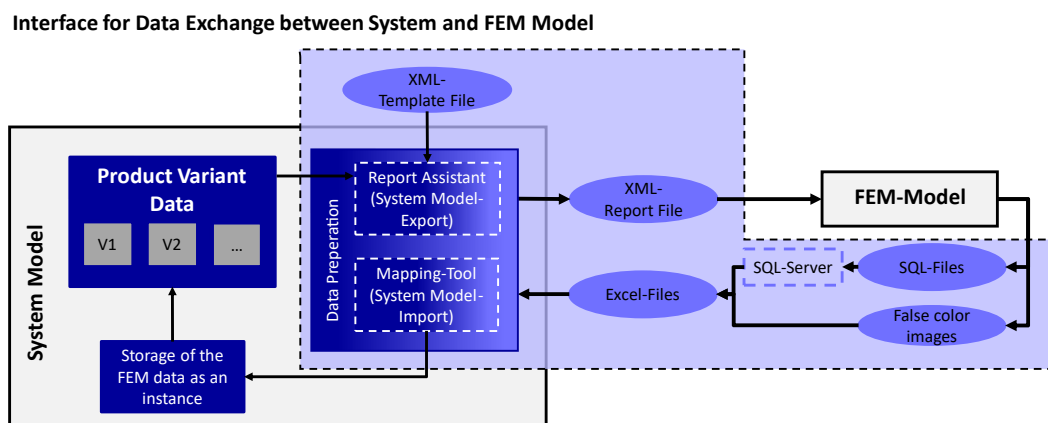 Interface for Data Exchange between System and FEM Model
XML-
Template File
System Model
Product Variant
Data
V1
V2
...
Data Preperation
Report Assistant
(System Model-
Export)
XML-
Report File
FEM-Model
Mapping-Tool
(System Model-
Import)
Excel-Files
SQL-Server
SQL-Files
False color
images
Storage of the
FEM data as an
instance